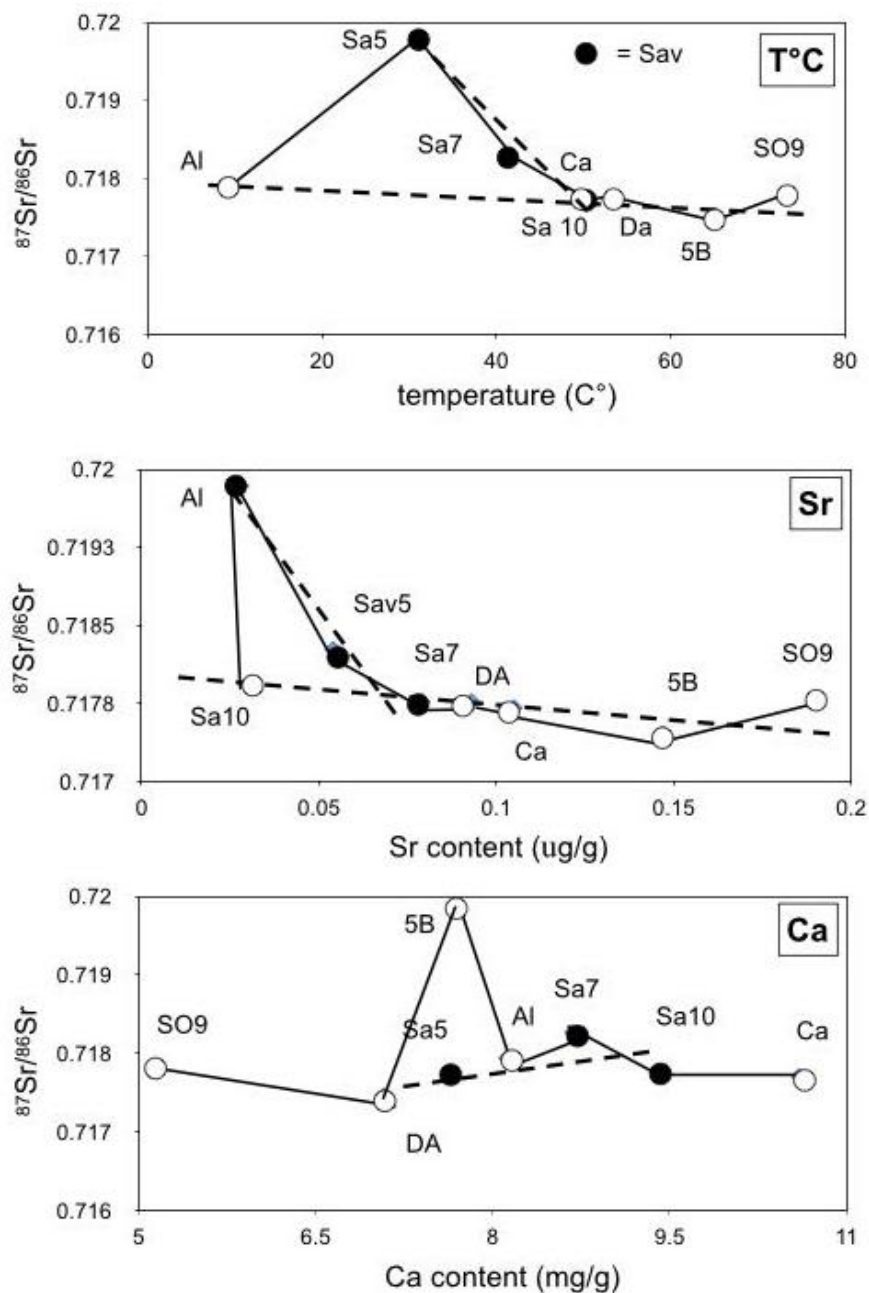 0.72
Sa5
= Sav
T°C
0.719
Al
Sa7
Ca
SO9
0.718
Sa 10
Da
5B
0.717
0.716
87Sr/86Sr
0
20
40
60
80
temperature (C°)
0.72
Al
Sr
0.7193
Sav5
0.7185
Sa7
DA
5B
SO9
0.7178
Sa10
Ca
0.717
87Sr/86Sr
0
0.05
0.1
0.15
0.2
Sr content (ug/g)
0.72
5B
Ca
0.719
SO9
Sa5
Al
Sa7
Sa10
Ca
0.718
DA
0.717
0.716
87Sr/86Sr
5
6.5
8
9.5
11
Ca content (mg/g)